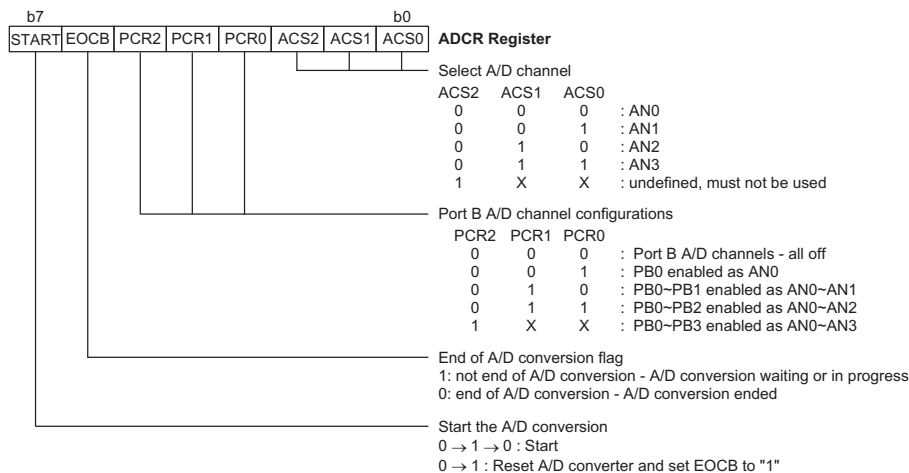 b7 b0
START EOCB PCR2 PCR1 PCR0 ACS2 ACS1 ACS0 ADCR Register
Select A/D channel
ACS2 ACS1 ACS0
0 0 0 : AN0
0 0 1 : AN1
0 1 0 : AN2
0 1 1 : AN3
1 X X : undefined, must not be used
Port B A/D channel configurations
PCR2 PCR1 PCR0
0 0 0 : Port B A/D channels - all off
0 0 1 : PB0 enabled as AN0
0 1 0 : PB0~PB1 enabled as AN0~AN1
0 1 1 : PB0~PB2 enabled as AN0~AN2
1 X X : PB0~PB3 enabled as AN0~AN3
End of A/D conversion flag
1: not end of A/D conversion - A/D conversion waiting or in progress
0: end of A/D conversion - A/D conversion ended
Start the A/D conversion
0 → 1 → 0 : Start
0 → 1 : Reset A/D converter and set EOCB to "1"